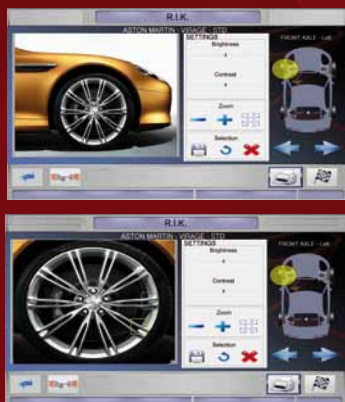 R.I.K.
ASTON MARTIN - VIRAGE - STD
SETTINGS
Brightness
Contrast
Zoom
Selection
FRONT AXLE - Left
R.I.K.
ASTON MARTIN - VIRAGE - STD
SETTINGS
Brightness
Contrast
Zoom
Selection
FRONT AXLE - Left